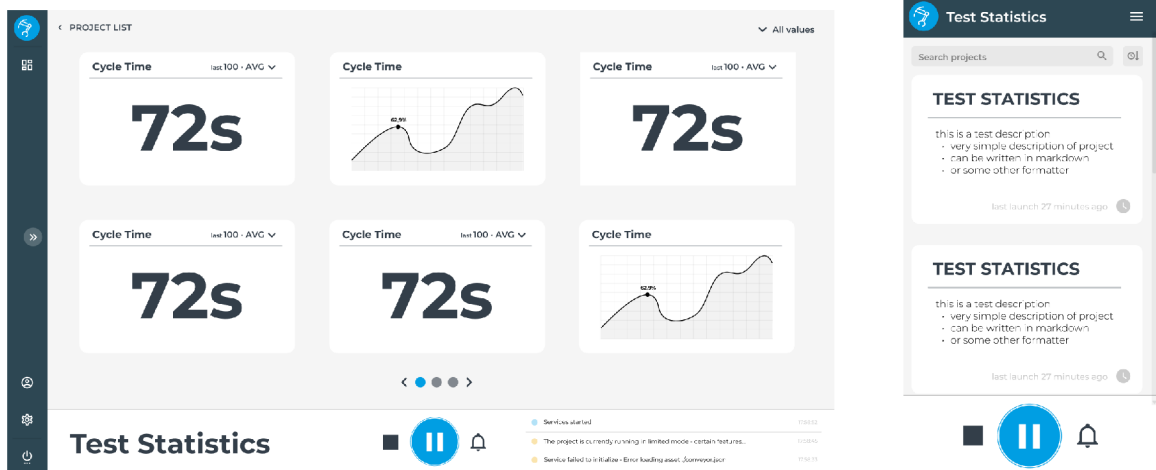 PROJECT LIST
All values
Cycle Time last 100 · AVG
72s
Cycle Time
62,9%
Cycle Time last 100 · AVG
72s
Cycle Time last 100 · AVG
72s
Cycle Time last 100 · AVG
72s
Cycle Time
62,9%
Test Statistics
Services started
The project is currently running in limited mode - certain features...
Service failed to initialize - Error loading asset
Test Statistics
Search projects
TEST STATISTICS
this is a test description
• very simple description of project
• can be written in markdown
• or some other formatter
last launch 27 minutes ago
TEST STATISTICS
this is a test description
• very simple description of project
• can be written in markdown
• or some other formatter
last launch 27 minutes ago